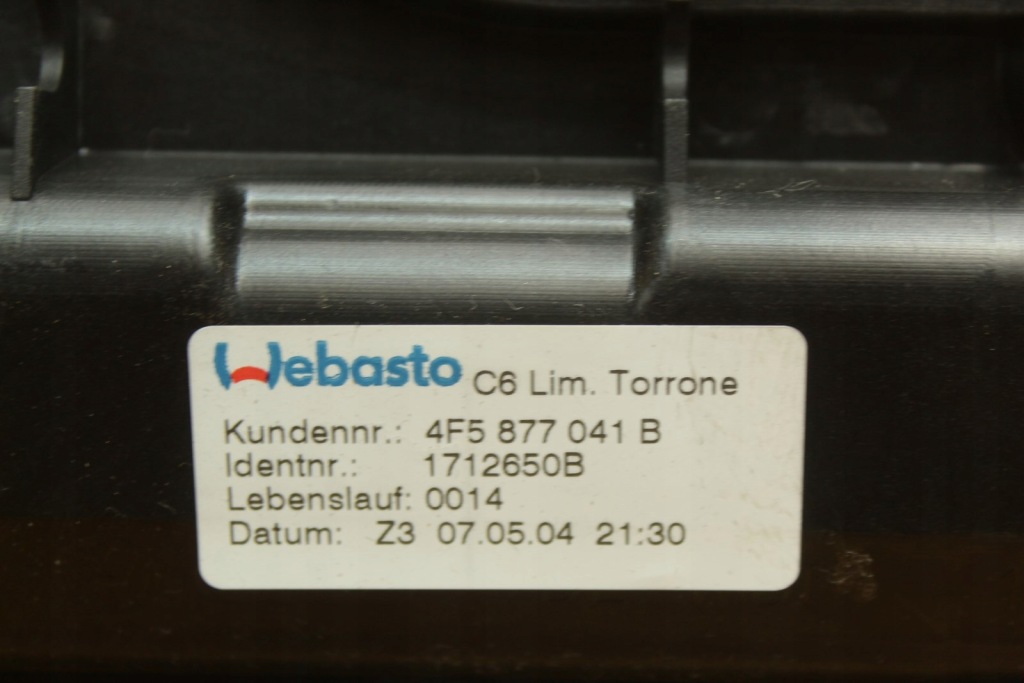 Webasto C6 Lim. Torrone
Kundennr.: 4F5 877 041 B
Identnr.: 1712650B
Lebenslauf: 0014
Datum: Z3 07.05.04 21:30